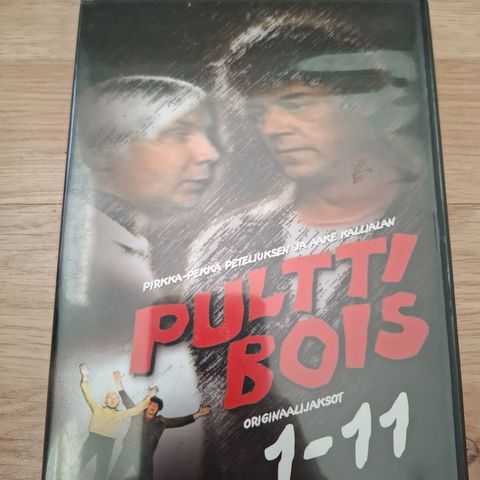 PIRKKA-PEKKA PETELIUKSEN JA AAKE KALLIALAN
PULTTI
BOIS
ORIGINAALIJAKSOT
1-11